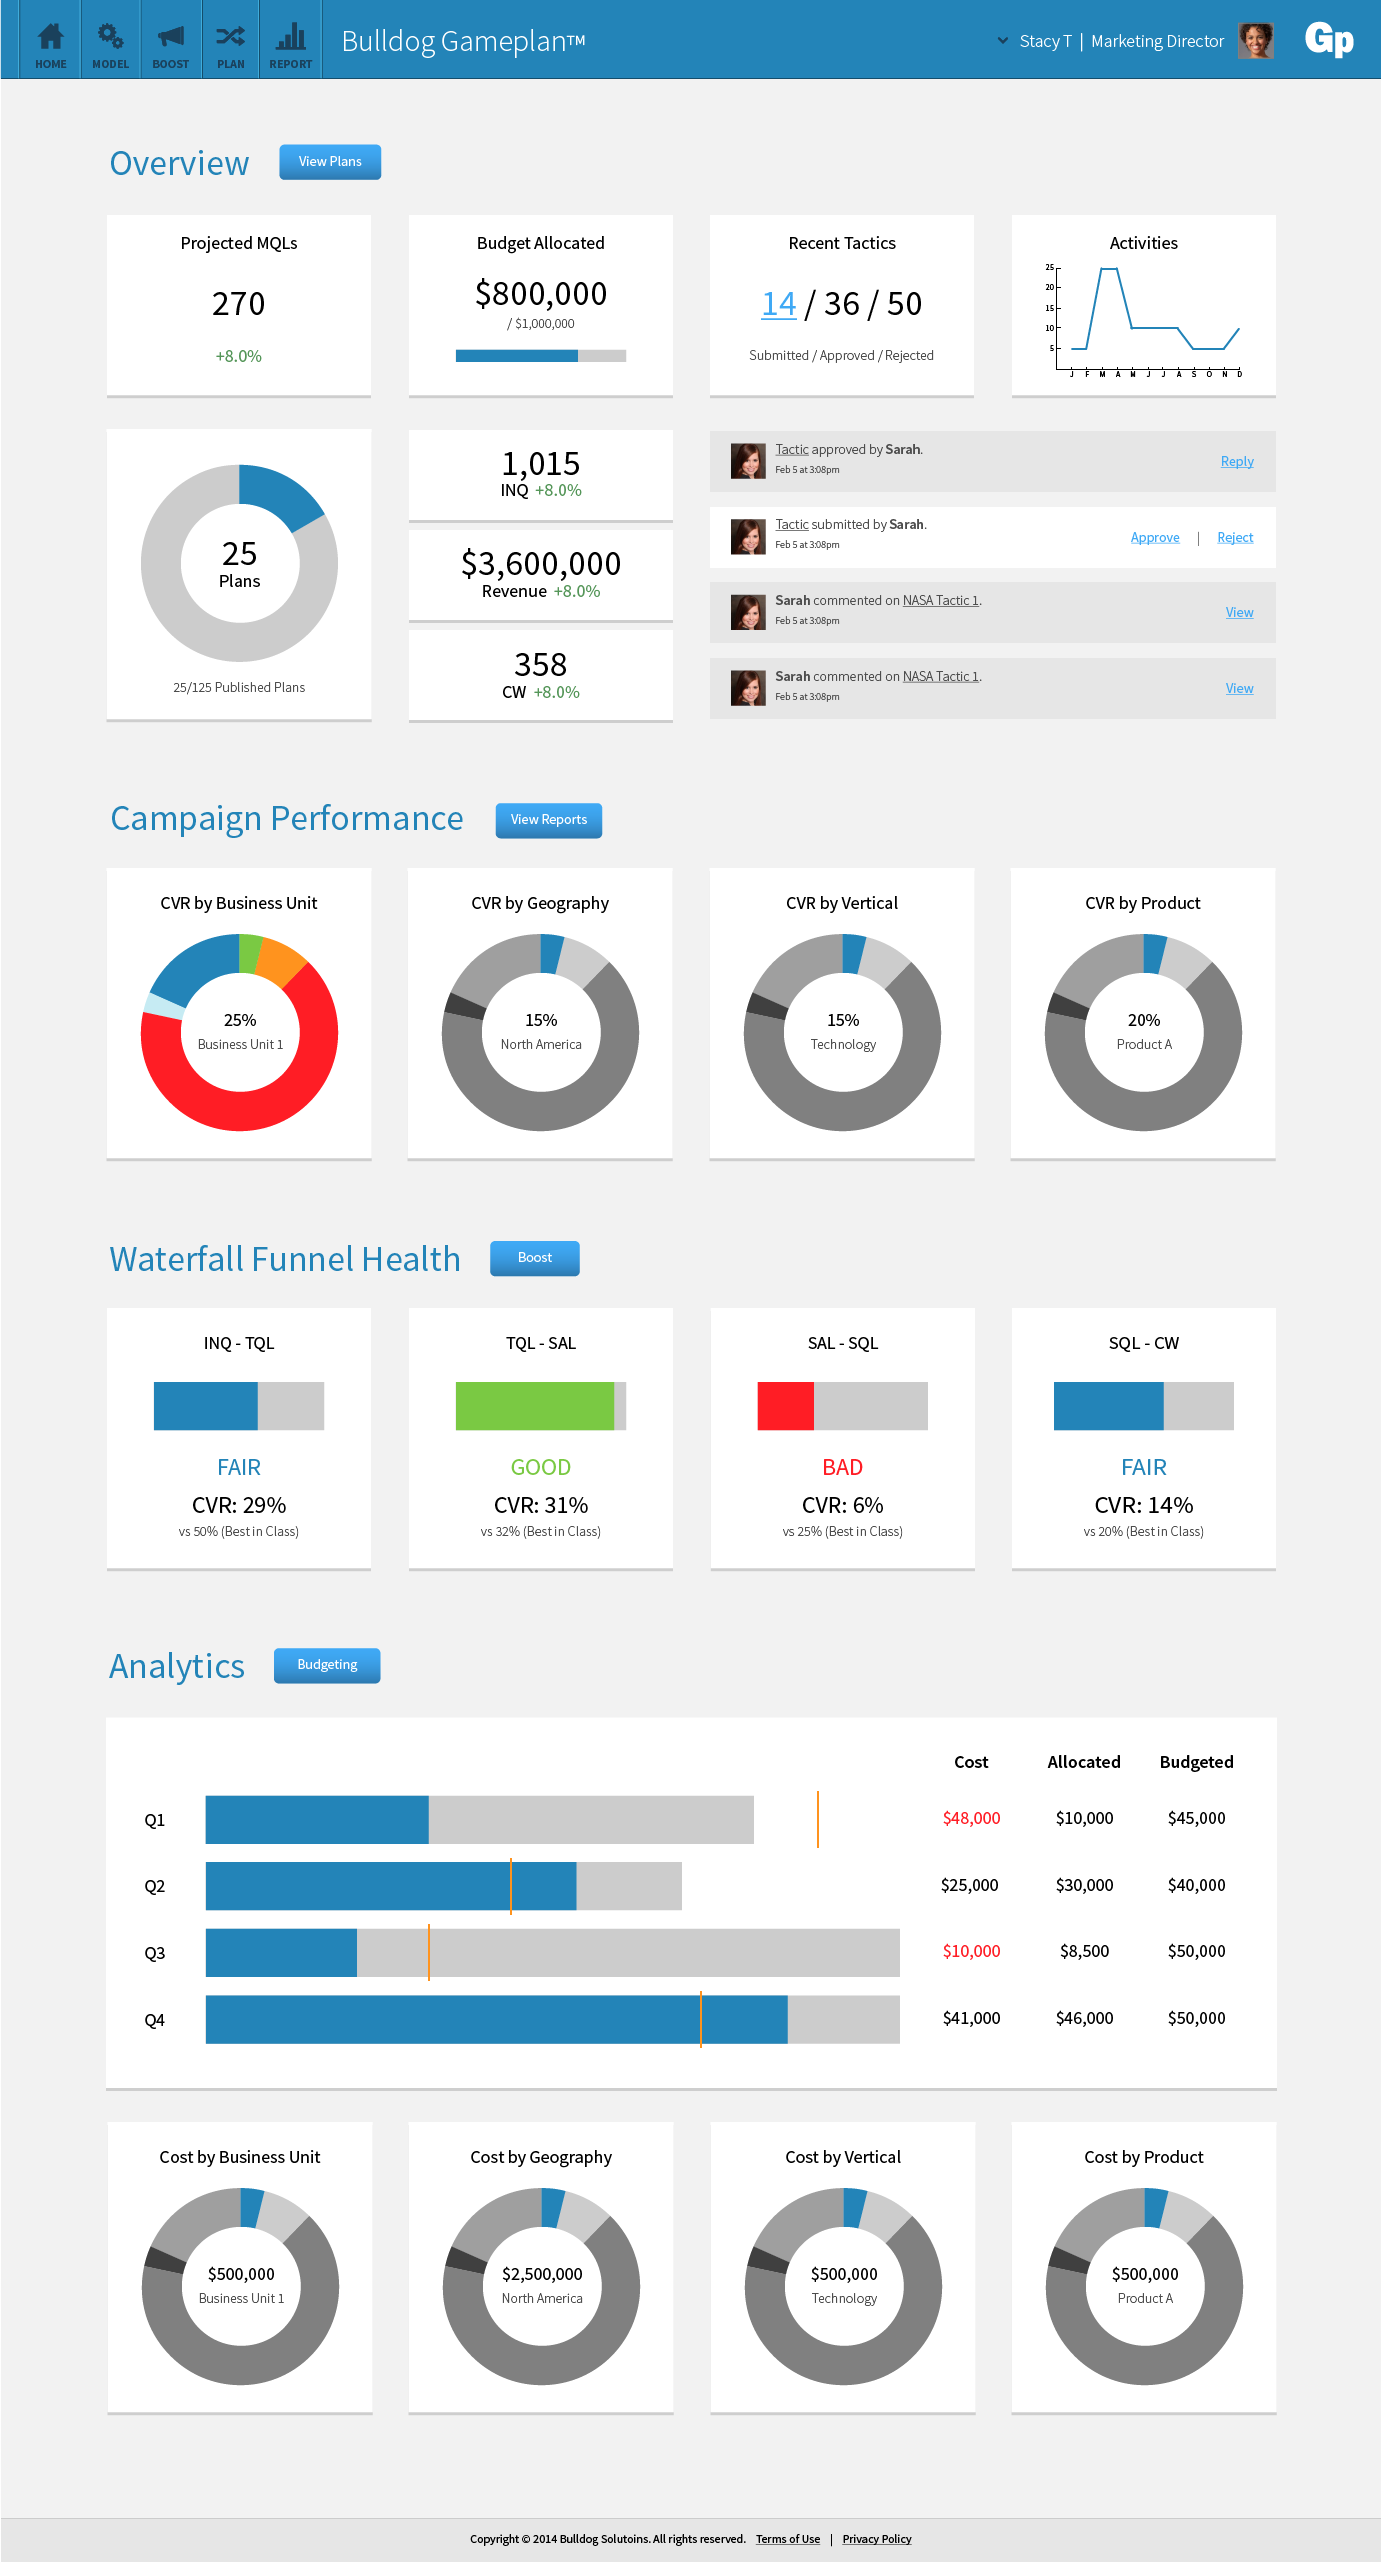 HOME MODEL BOOST PLAN REPORT Bulldog Gameplan™ Stacy T | Marketing Director Gp
Overview View Plans
Projected MQLs
270
+8.0%
Budget Allocated
$800,000
/ $1,000,000
Recent Tactics
14 / 36 / 50
Submitted / Approved / Rejected
Activities
25
20
15
10
5
J F M A M J J A S O N D
25
Plans
25/125 Published Plans
1,015
INQ +8.0%
$3,600,000
Revenue +8.0%
358
CW +8.0%
Tactic approved by Sarah.
Feb 5 at 3:08pm
Reply
Tactic submitted by Sarah.
Feb 5 at 3:08pm
Approve | Reject
Sarah commented on NASA Tactic 1.
Feb 5 at 3:08pm
View
Sarah commented on NASA Tactic 1.
Feb 5 at 3:08pm
View
Campaign Performance View Reports
CVR by Business Unit
25%
Business Unit 1
CVR by Geography
15%
North America
CVR by Vertical
15%
Technology
CVR by Product
20%
Product A
Waterfall Funnel Health Boost
INQ - TQL
FAIR
CVR: 29%
vs 50% (Best in Class)
TQL - SAL
GOOD
CVR: 31%
vs 32% (Best in Class)
SAL - SQL
BAD
CVR: 6%
vs 25% (Best in Class)
SQL - CW
FAIR
CVR: 14%
vs 20% (Best in Class)
Analytics Budgeting
Cost Allocated Budgeted
Q1 $48,000 $10,000 $45,000
Q2 $25,000 $30,000 $40,000
Q3 $10,000 $8,500 $50,000
Q4 $41,000 $46,000 $50,000
Cost by Business Unit
$500,000
Business Unit 1
Cost by Geography
$2,500,000
North America
Cost by Vertical
$500,000
Technology
Cost by Product
$500,000
Product A
Copyright © 2014 Bulldog Solutoins. All rights reserved. Terms of Use | Privacy Policy